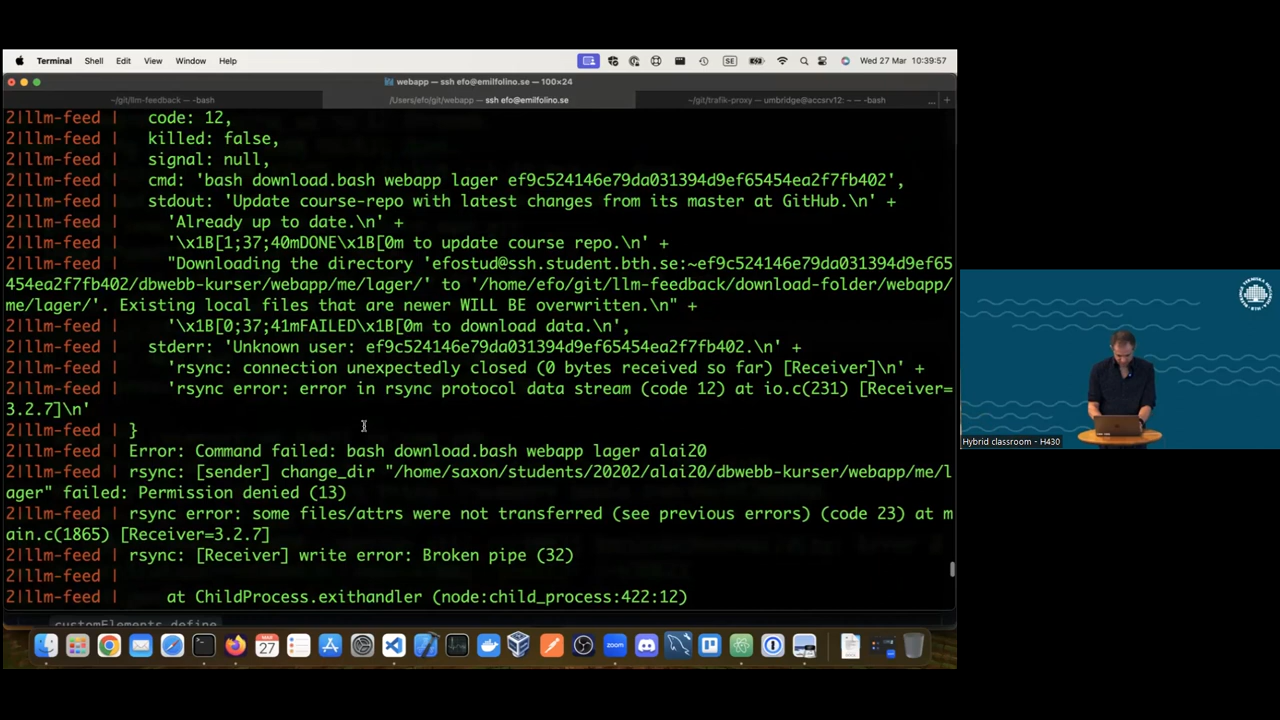 Terminal Shell Edit View Window Help SE Wed 27 Mar 10:39:57
webapp — ssh efo@emilfolino.se — 100×24
~/git/llm-feedback — -bash /Users/efo/git/webapp — ssh efo@emilfolino.se ~/git/trafik-proxy — umbridge@accsrv12: ~ — -bash ... +
2|llm-feed | code: 12,
2|llm-feed | killed: false,
2|llm-feed | signal: null,
2|llm-feed | cmd: 'bash download.bash webapp lager ef9c524146e79da031394d9ef65454ea2f7fb402',
2|llm-feed | stdout: 'Update course-repo with latest changes from its master at GitHub.\n' +
2|llm-feed | 'Already up to date.\n' +
2|llm-feed | '\x1B[1;37;40mDONE\x1B[0m to update course repo.\n' +
2|llm-feed | "Downloading the directory 'efostud@ssh.student.bth.se:~ef9c524146e79da031394d9ef65
454ea2f7fb402/dbwebb-kurser/webapp/me/lager/' to '/home/efo/git/llm-feedback/download-folder/webapp/
me/lager/'. Existing local files that are newer WILL BE overwritten.\n" +
2|llm-feed | '\x1B[0;37;41mFAILED\x1B[0m to download data.\n',
2|llm-feed | stderr: 'Unknown user: ef9c524146e79da031394d9ef65454ea2f7fb402.\n' +
2|llm-feed | 'rsync: connection unexpectedly closed (0 bytes received so far) [Receiver]\n' +
2|llm-feed | 'rsync error: error in rsync protocol data stream (code 12) at io.c(231) [Receiver=
3.2.7]\n'
2|llm-feed | }
2|llm-feed | Error: Command failed: bash download.bash webapp lager alai20
2|llm-feed | rsync: [sender] change_dir "/home/saxon/students/20202/alai20/dbwebb-kurser/webapp/me/l
ager" failed: Permission denied (13)
2|llm-feed | rsync error: some files/attrs were not transferred (see previous errors) (code 23) at m
ain.c(1865) [Receiver=3.2.7]
2|llm-feed | rsync: [Receiver] write error: Broken pipe (32)
2|llm-feed |
2|llm-feed | at ChildProcess.exithandler (node:child_process:422:12)
customElements.define
MAR
27
zoom
Hybrid classroom - H430